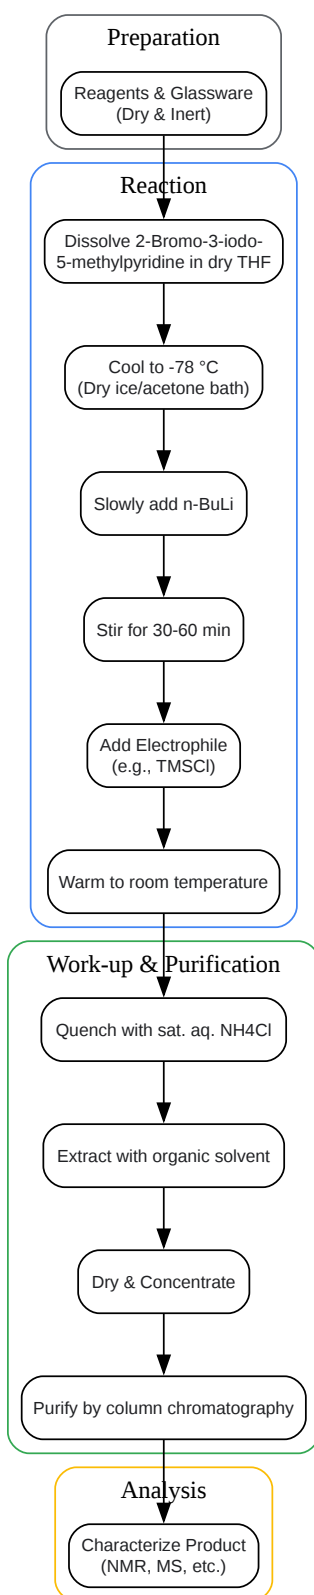 Preparation
Reagents & Glassware
(Dry & Inert)
Reaction
Dissolve 2-Bromo-3-iodo-
5-methylpyridine in dry THF
Cool to -78 °C
(Dry ice/acetone bath)
Slowly add n-BuLi
Stir for 30-60 min
Add Electrophile
(e.g., TMSCl)
Warm to room temperature
Work-up & Purification
Quench with sat. aq. NH4Cl
Extract with organic solvent
Dry & Concentrate
Purify by column chromatography
Analysis
Characterize Product
(NMR, MS, etc.)